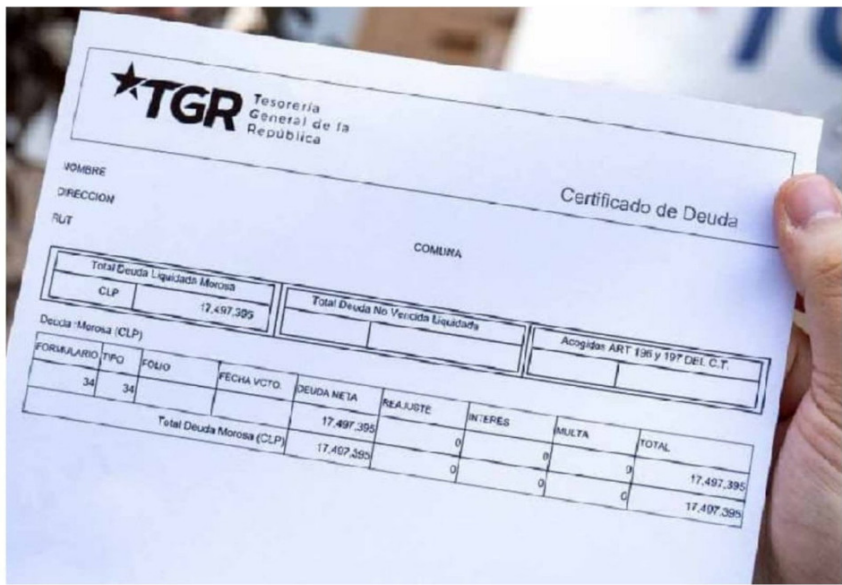 TGR
Tesorería
General de la
República
Certificado de Deuda
NOMBRE
DIRECCION
RUT
COMUNA
Total Deuda Liquidada Morosa
CLP 17,497,395
Total Deuda No Vencida Liquidada
Acogidas ART 196 y 197 DEL C.T.
Deuda Morosa (CLP)
FORMULARIO TIPO FOLIO FECHA VCTO. DEUDA NETA REAJUSTE INTERES MULTA TOTAL
34 34 17,497,395 0 0 0 17,497,395
Total Deuda Morosa (CLP) 17,497,395 0 0 0 17,497,395